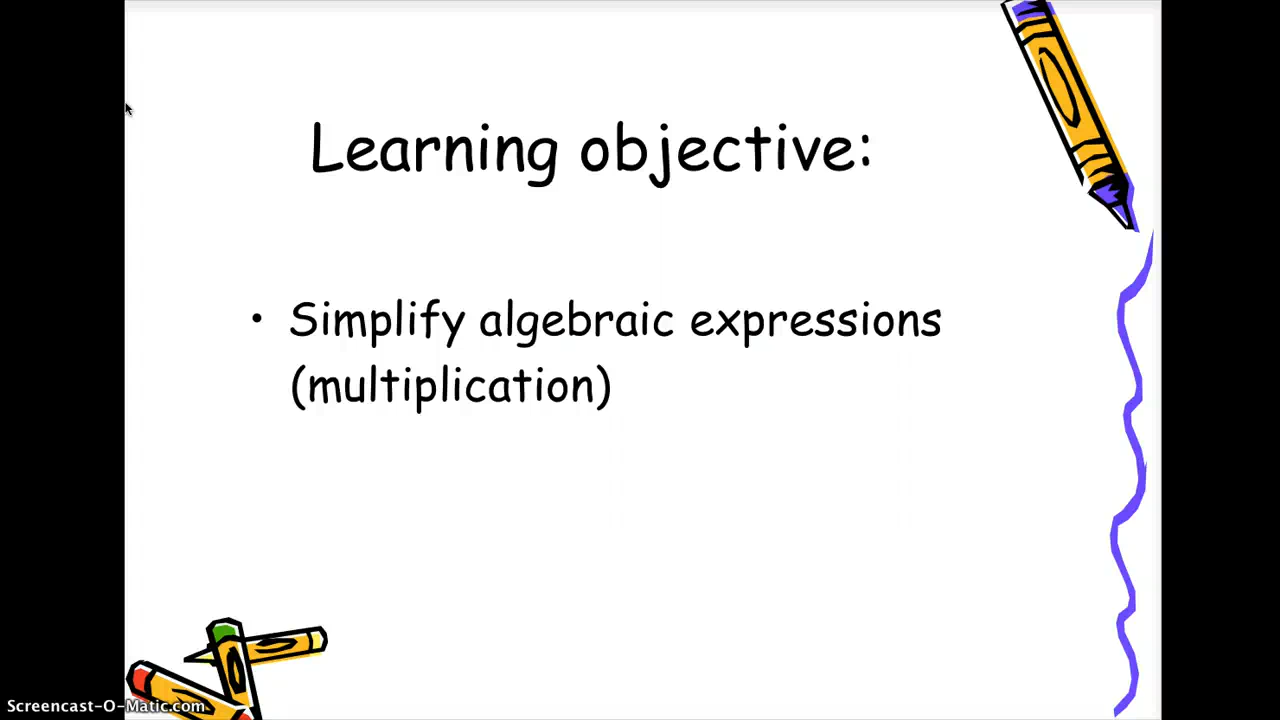 Learning objective:
• Simplify algebraic expressions
(multiplication)
Screencast-O-Matic.com